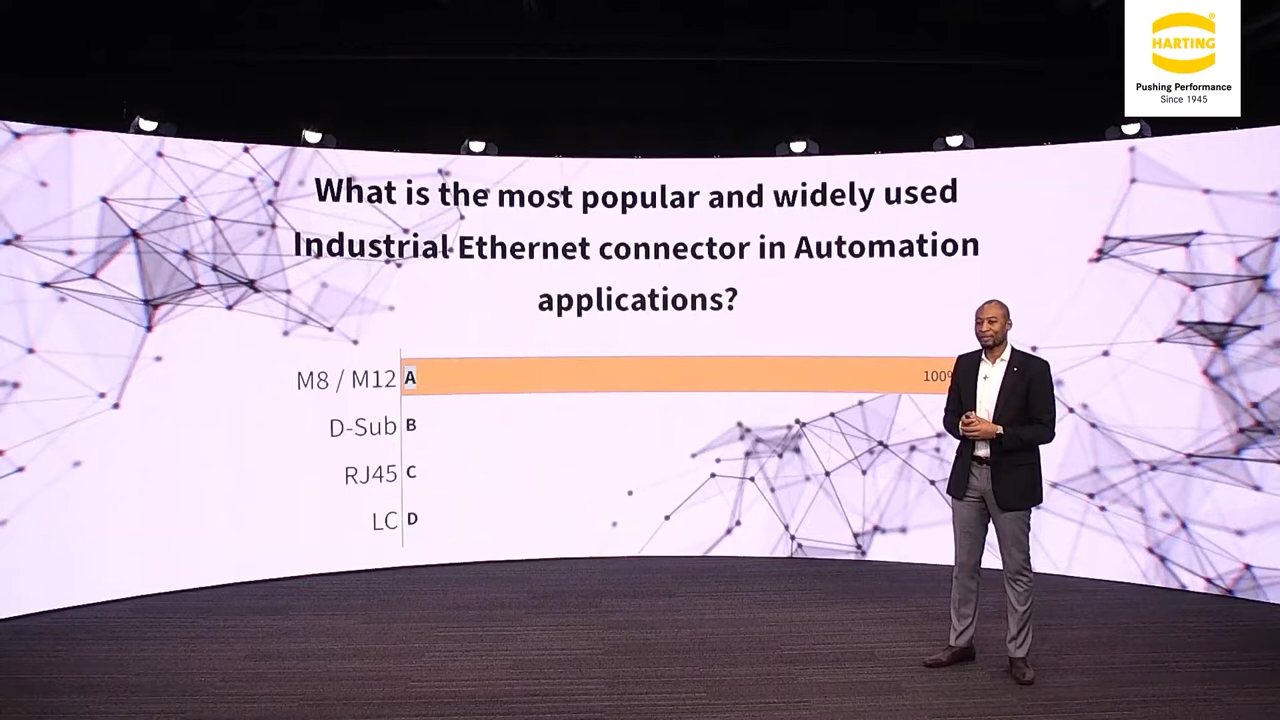 HARTING
Pushing Performance
Since 1945
What is the most popular and widely used
Industrial Ethernet connector in Automation
applications?
M8 / M12 A 100%
D-Sub B
RJ45 C
LC D